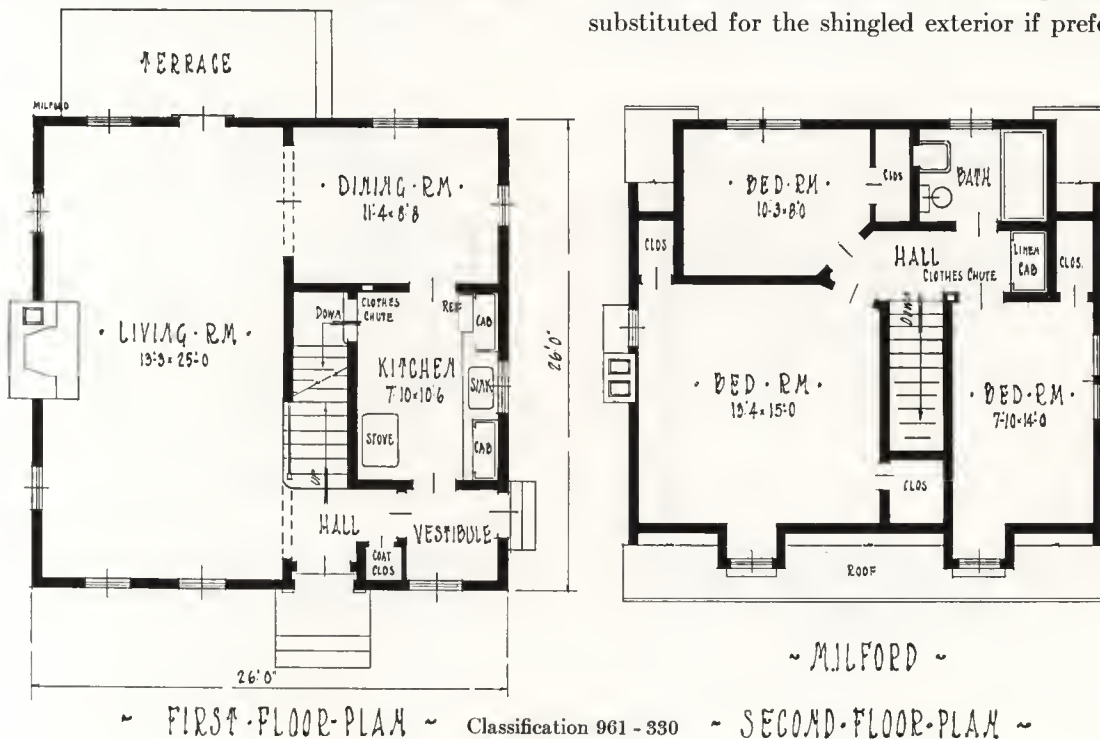 substituted for the shingled exterior if prefe
TERRACE
MILFORD
DINING-RM
11'-4 x 8'-8
LIVING-RM
13'-3 x 25'-0
DOWN
CLOTHES
CHUTE
REF
CAB
KITCHEN
7'-10 x 10'-6
SINK
STOVE
CAB
UP
HALL
VESTIBULE
COAT
CLOS
26'0"
26'0"
~ FIRST-FLOOR-PLAN ~
Classification 961 - 330
BED-RM
10'-3 x 8'-0
CLOS
BATH
CLOS
HALL
CLOTHES CHUTE
LINEN
CAB
CLOS.
DOWN
BED-RM
13'-4 x 15'-0
BED-RM
7'-10 x 14'-0
CLOS
ROOF
~ MILFORD ~
~ SECOND-FLOOR-PLAN ~